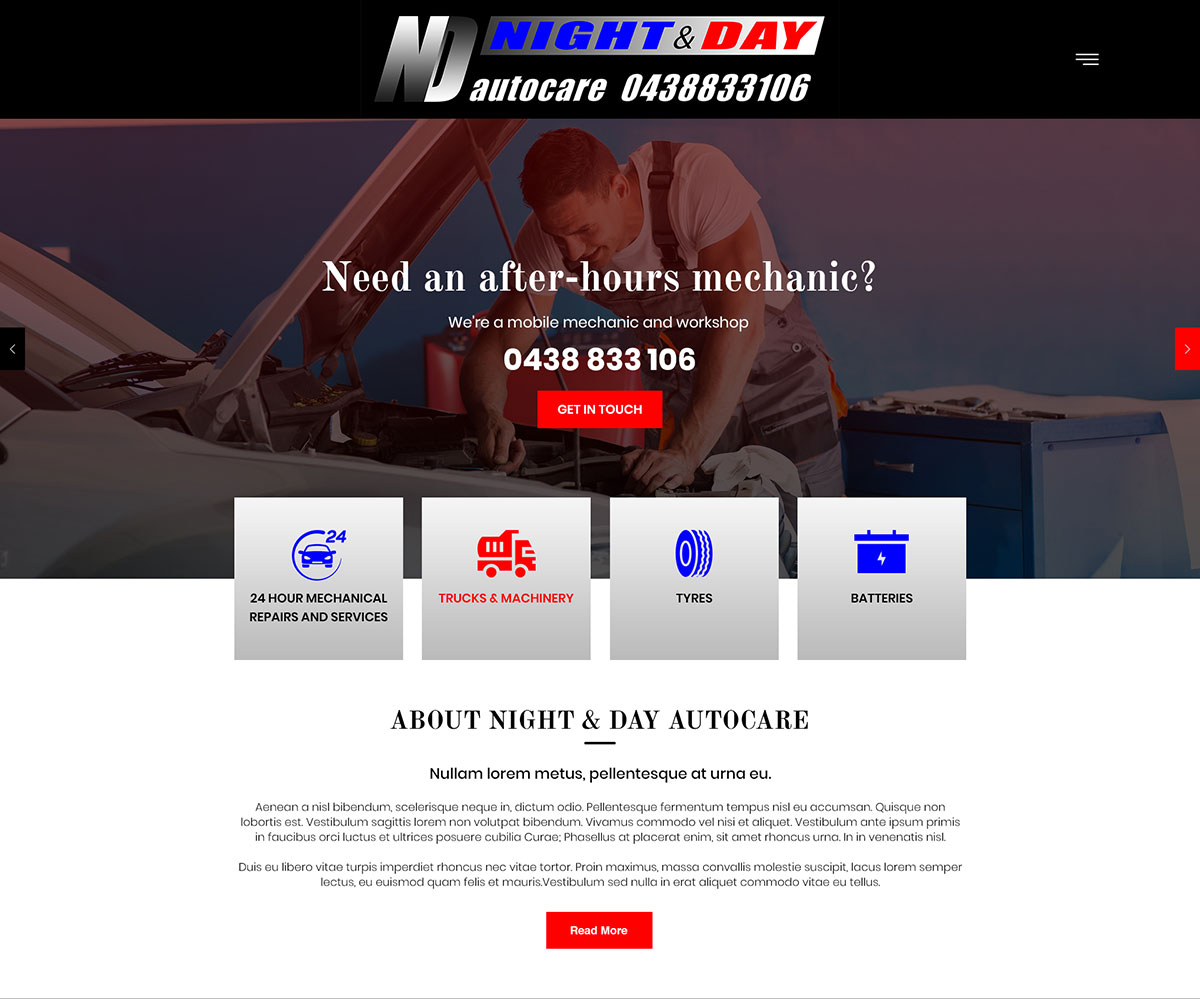 ND NIGHT & DAY
autocare 0438833106
Need an after-hours mechanic?
We're a mobile mechanic and workshop
0438 833 106
GET IN TOUCH
24
24 HOUR MECHANICAL
REPAIRS AND SERVICES
TRUCKS & MACHINERY
TYRES
BATTERIES
ABOUT NIGHT & DAY AUTOCARE
Nullam lorem metus, pellentesque at urna eu.
Aenean a nisl bibendum, scelerisque neque in, dictum odio. Pellentesque fermentum tempus nisl eu accumsan. Quisque non
lobortis est. Vestibulum sagittis lorem non volutpat bibendum. Vivamus commodo vel nisi et aliquet. Vestibulum ante ipsum primis
in faucibus orci luctus et ultrices posuere cubilia Curae; Phasellus at placerat enim, sit amet rhoncus urna. In in venenatis nisl.
Duis eu libero vitae turpis imperdiet rhoncus nec vitae tortor. Proin maximus, massa convallis molestie suscipit, lacus lorem semper
lectus, eu euismod quam felis et mauris.Vestibulum sed nulla in erat aliquet commodo vitae eu tellus.
Read More